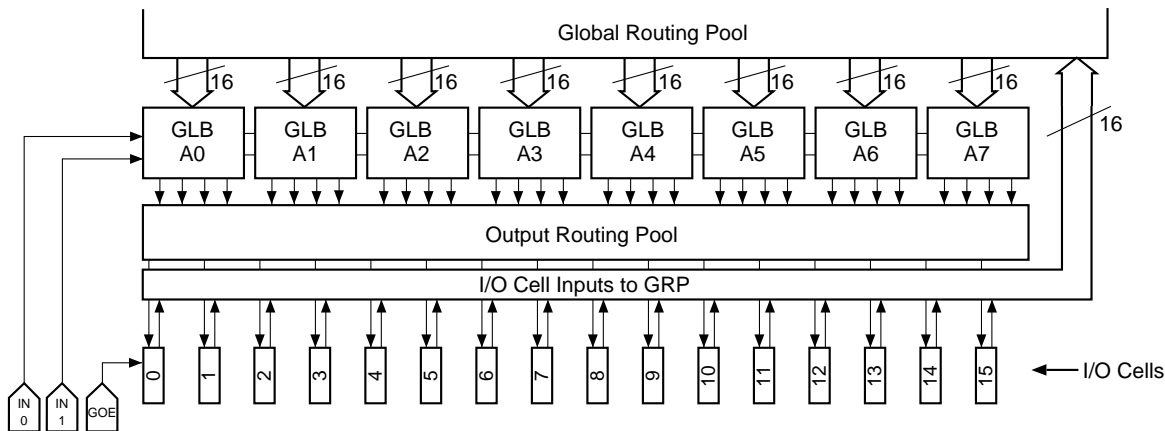 Global Routing Pool
16 16 16 16 16 16 16 16
16
GLB A0
GLB A1
GLB A2
GLB A3
GLB A4
GLB A5
GLB A6
GLB A7
Output Routing Pool
I/O Cell Inputs to GRP
0 1 2 3 4 5 6 7 8 9 10 11 12 13 14 15
I/O Cells
IN 0
IN 1
GOE